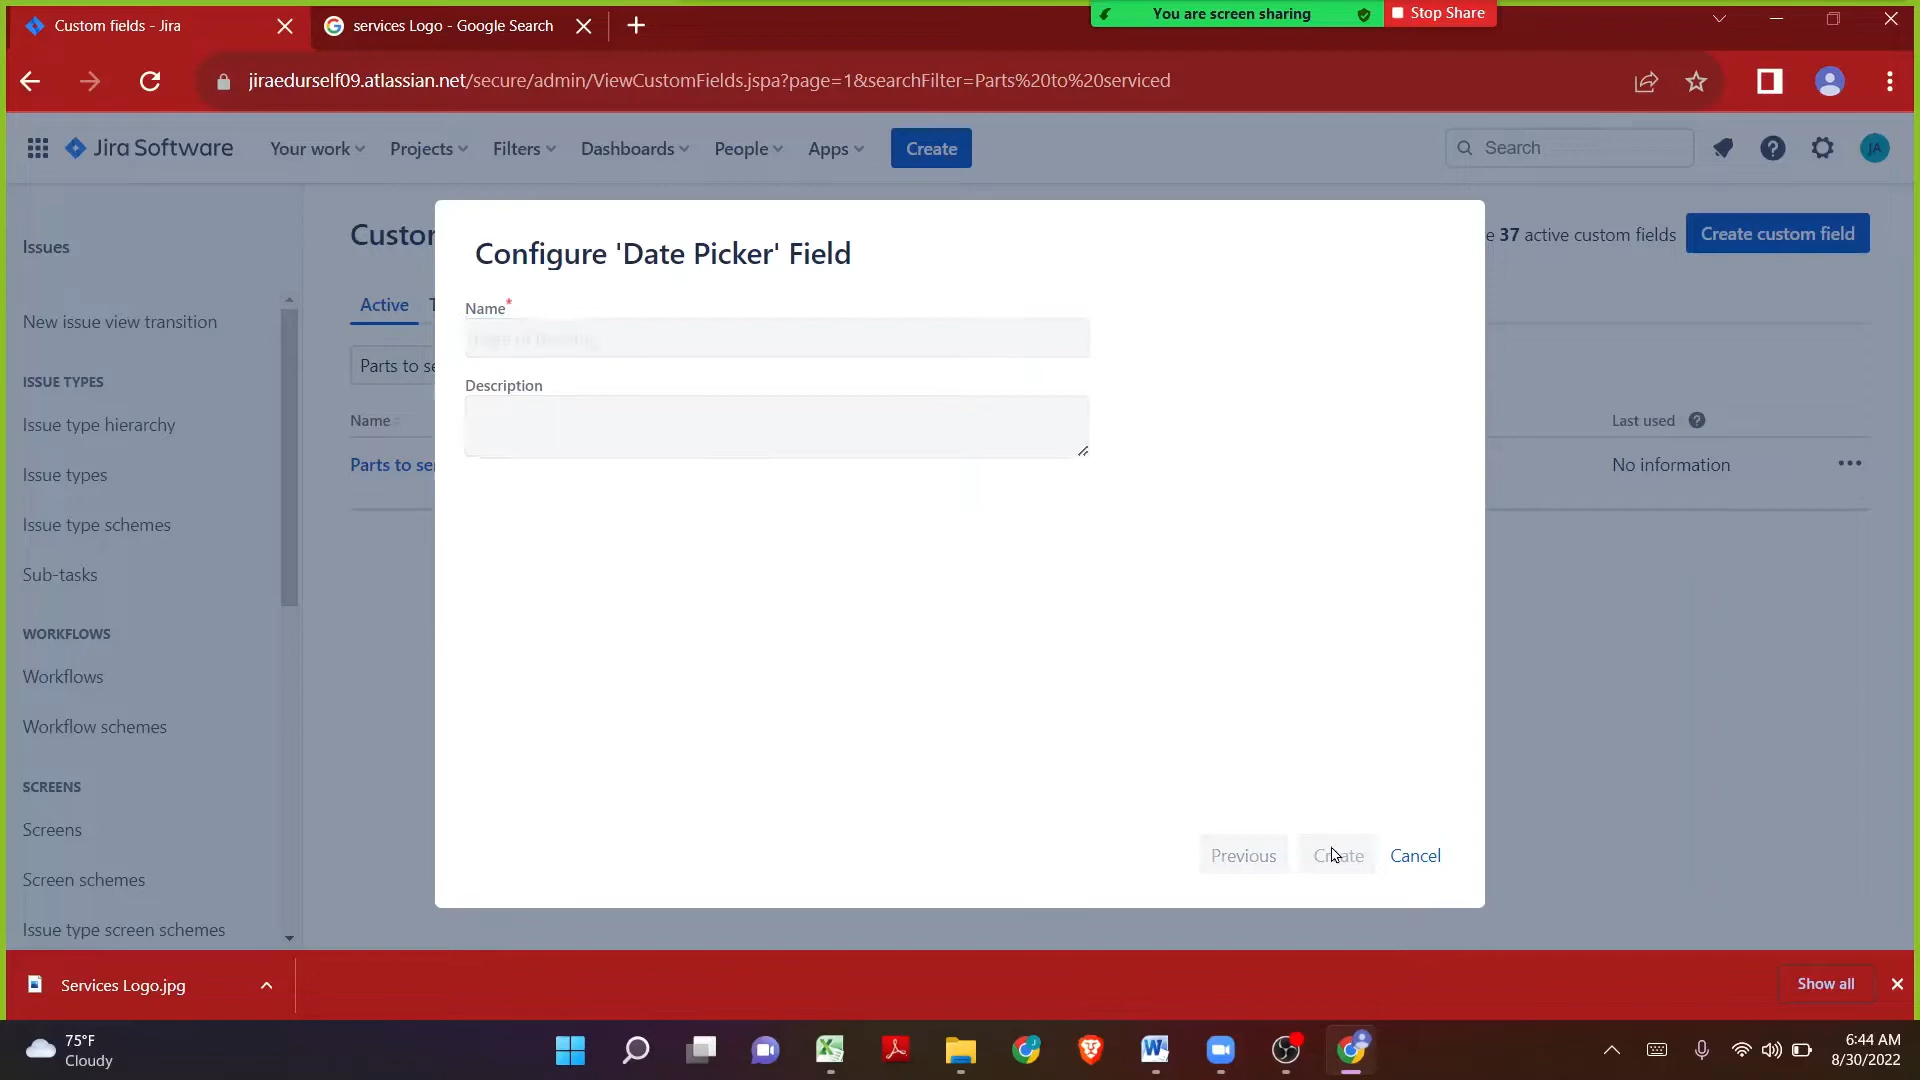 Custom fields - Jira
services Logo - Google Search
You are screen sharing
Stop Share
jiraedurself09.atlassian.net/secure/admin/ViewCustomFields.jspa?page=1&searchFilter=Parts%20to%20serviced
Jira Software
Your work
Projects
Filters
Dashboards
People
Apps
Create
Search
JA
Issues
New issue view transition
ISSUE TYPES
Issue type hierarchy
Issue types
Issue type schemes
Sub-tasks
WORKFLOWS
Workflows
Workflow schemes
SCREENS
Screens
Screen schemes
Issue type screen schemes
Custor
e 37 active custom fields
Create custom field
Active
Parts to se
Name
Last used
Parts to se
No information
Configure 'Date Picker' Field
Name*
Description
Previous
Create
Cancel
Services Logo.jpg
Show all
75°F
Cloudy
6:44 AM
8/30/2022